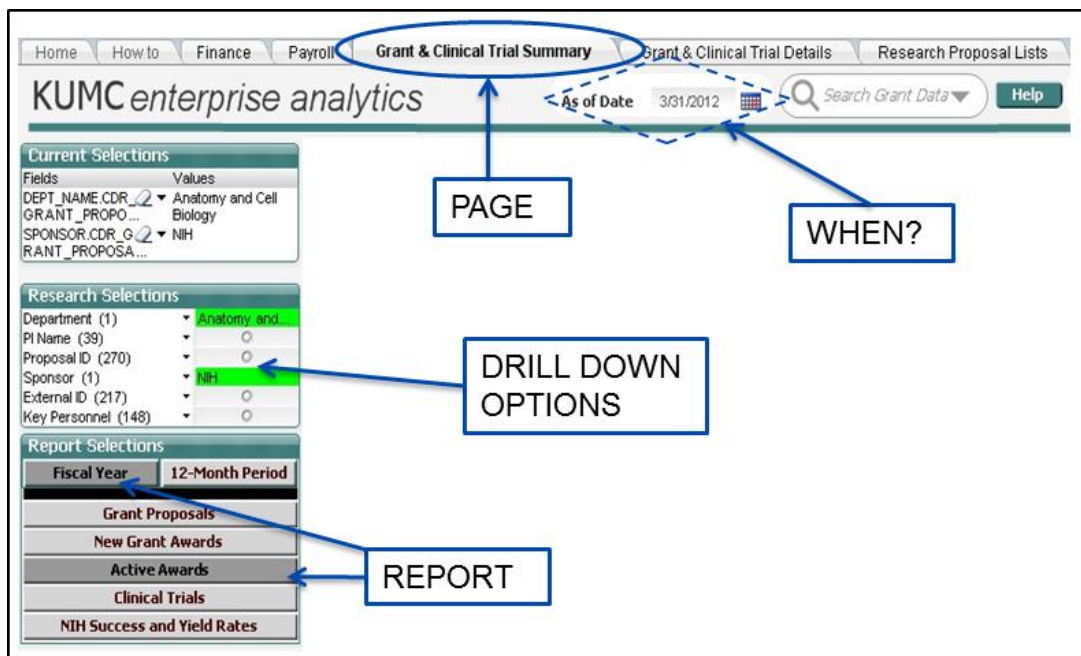 Home How to Finance Payroll Grant & Clinical Trial Summary Grant & Clinical Trial Details Research Proposal Lists
KUMC enterprise analytics
As of Date 3/31/2012 Search Grant Data Help
Current Selections
Fields Values
DEPT_NAME.CDR_ Anatomy and Cell
GRANT_PROPO... Biology
SPONSOR.CDR_G NIH
RANT_PROPOSA...
PAGE
WHEN?
Research Selections
Department (1) Anatomy and...
PI Name (39)
Proposal ID (270)
Sponsor (1) NIH
External ID (217)
Key Personnel (148)
DRILL DOWN
OPTIONS
Report Selections
Fiscal Year 12-Month Period
Grant Proposals
New Grant Awards
Active Awards
Clinical Trials
NIH Success and Yield Rates
REPORT